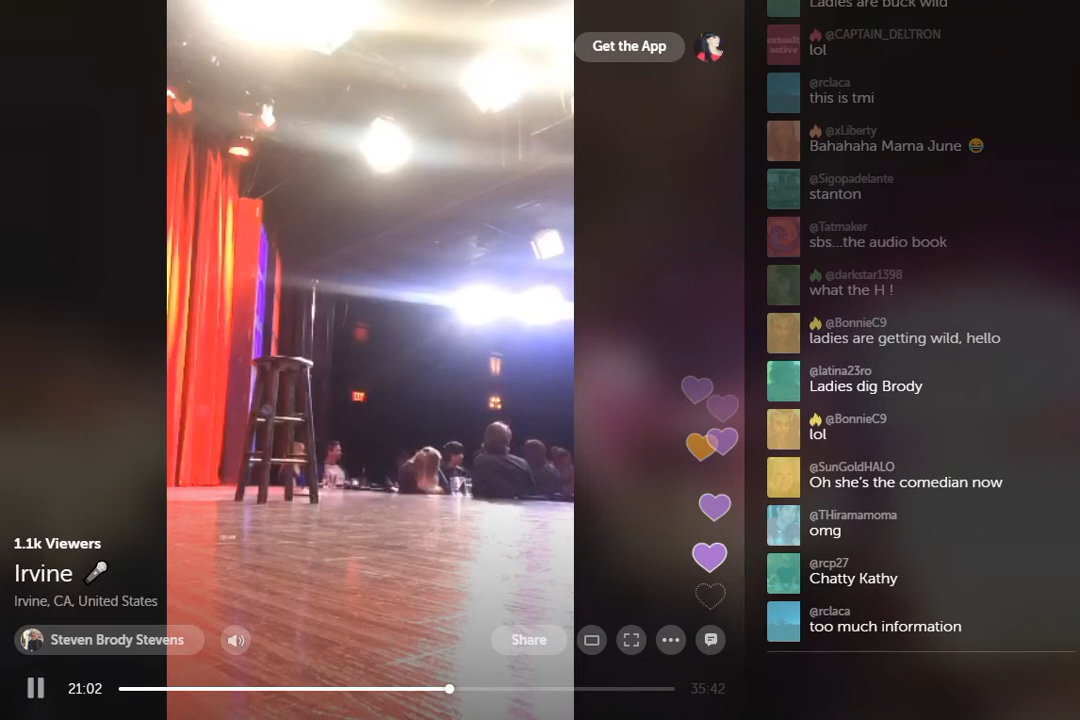 Ladies are buck wild
Get the App
@CAPTAIN_DELTRON
lol
@rclaca
this is tmi
@xLiberty
Bahahaha Mama June 😂
@Sigopadelante
stanton
@Tatmaker
sbs...the audio book
@darkstar1398
what the H !
@BonnieC9
ladies are getting wild, hello
@latina23ro
Ladies dig Brody
@BonnieC9
lol
@SunGoldHALO
Oh she's the comedian now
@THiramamoma
omg
@rcp27
Chatty Kathy
@rclaca
too much information
EXIT
1.1k Viewers
Irvine 🎤
Irvine, CA, United States
Steven Brody Stevens
Share
21:02
35:42